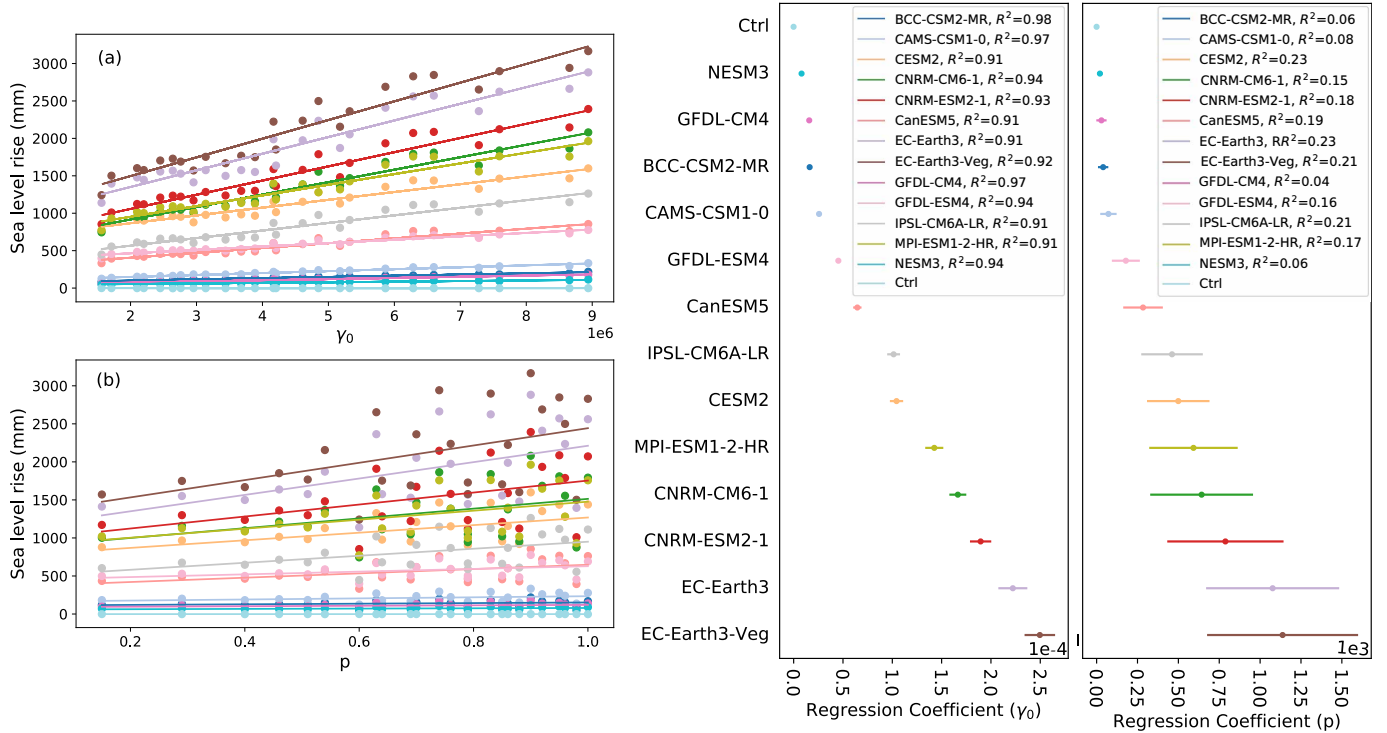 (a)
3000
2500
2000
1500
1000
500
0
Sea level rise (mm)
2 3 4 5 6 7 8 9
1e6
γ₀
(b)
3000
2500
2000
1500
1000
500
0
Sea level rise (mm)
0.2 0.4 0.6 0.8 1.0
p
Ctrl
NESM3
GFDL-CM4
BCC-CSM2-MR
CAMS-CSM1-0
GFDL-ESM4
CanESM5
IPSL-CM6A-LR
CESM2
MPI-ESM1-2-HR
CNRM-CM6-1
CNRM-ESM2-1
EC-Earth3
EC-Earth3-Veg
BCC-CSM2-MR, R²=0.98
CAMS-CSM1-0, R²=0.97
CESM2, R²=0.91
CNRM-CM6-1, R²=0.94
CNRM-ESM2-1, R²=0.93
CanESM5, R²=0.91
EC-Earth3, R²=0.91
EC-Earth3-Veg, R²=0.92
GFDL-CM4, R²=0.97
GFDL-ESM4, R²=0.94
IPSL-CM6A-LR, R²=0.91
MPI-ESM1-2-HR, R²=0.91
NESM3, R²=0.94
Ctrl
1e-4
0.0 0.5 1.0 1.5 2.0 2.5
Regression Coefficient (γ₀)
BCC-CSM2-MR, R²=0.06
CAMS-CSM1-0, R²=0.08
CESM2, R²=0.23
CNRM-CM6-1, R²=0.15
CNRM-ESM2-1, R²=0.18
CanESM5, R²=0.19
EC-Earth3, RR²=0.23
EC-Earth3-Veg, R²=0.21
GFDL-CM4, R²=0.04
GFDL-ESM4, R²=0.16
IPSL-CM6A-LR, R²=0.21
MPI-ESM1-2-HR, R²=0.17
NESM3, R²=0.06
Ctrl
1e3
0.00 0.25 0.50 0.75 1.00 1.25 1.50
Regression Coefficient (p)